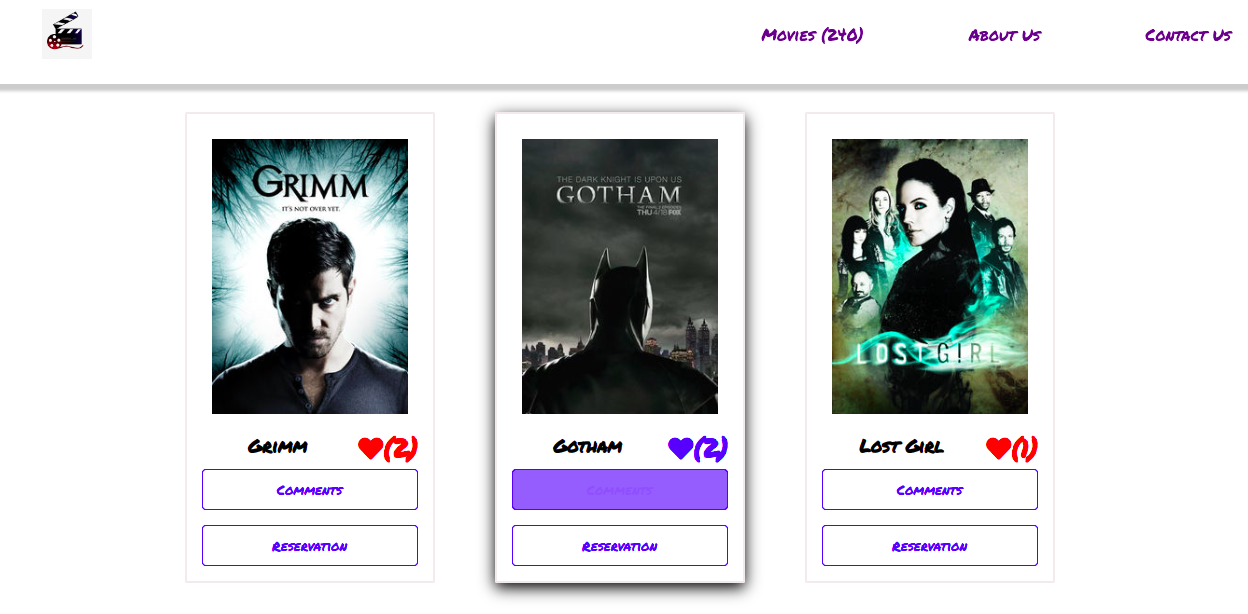 Movies (240)
About Us
Contact Us
GRIMM
IT'S NOT OVER YET.
THE DARK KNIGHT IS UPON US
GOTHAM
THE FINAL 2 EPISODES
THU 4/18 FOX
LOST GIRL
Grimm
(2)
Gotham
(2)
Lost Girl
(1)
Comments
Comments
Comments
Reservation
Reservation
Reservation